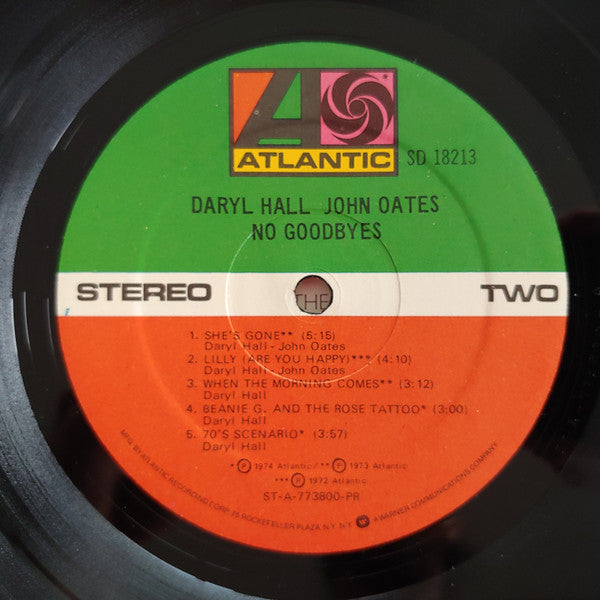 ATLANTIC
SD 18213
DARYL HALL JOHN OATES
NO GOODBYES
STEREO
THE
TWO
1. SHE'S GONE** (5:15)
Daryl Hall - John Oates
2. LILLY (ARE YOU HAPPY)*** (4:10)
Daryl Hall - John Oates
3. WHEN THE MORNING COMES** (3:12)
Daryl Hall
4. BEANIE G. AND THE ROSE TATTOO* (3:00)
Daryl Hall
5. 70'S SCENARIO* (3:57)
Daryl Hall
* Ⓟ 1974 Atlantic/** Ⓟ 1973 Atlantic
*** Ⓟ 1972 Atlantic
ST-A-773800-PR
MFG. BY ATLANTIC RECORDING CORP. 75 ROCKEFELLER PLAZA, N.Y. N.Y. A WARNER COMMUNICATIONS COMPANY